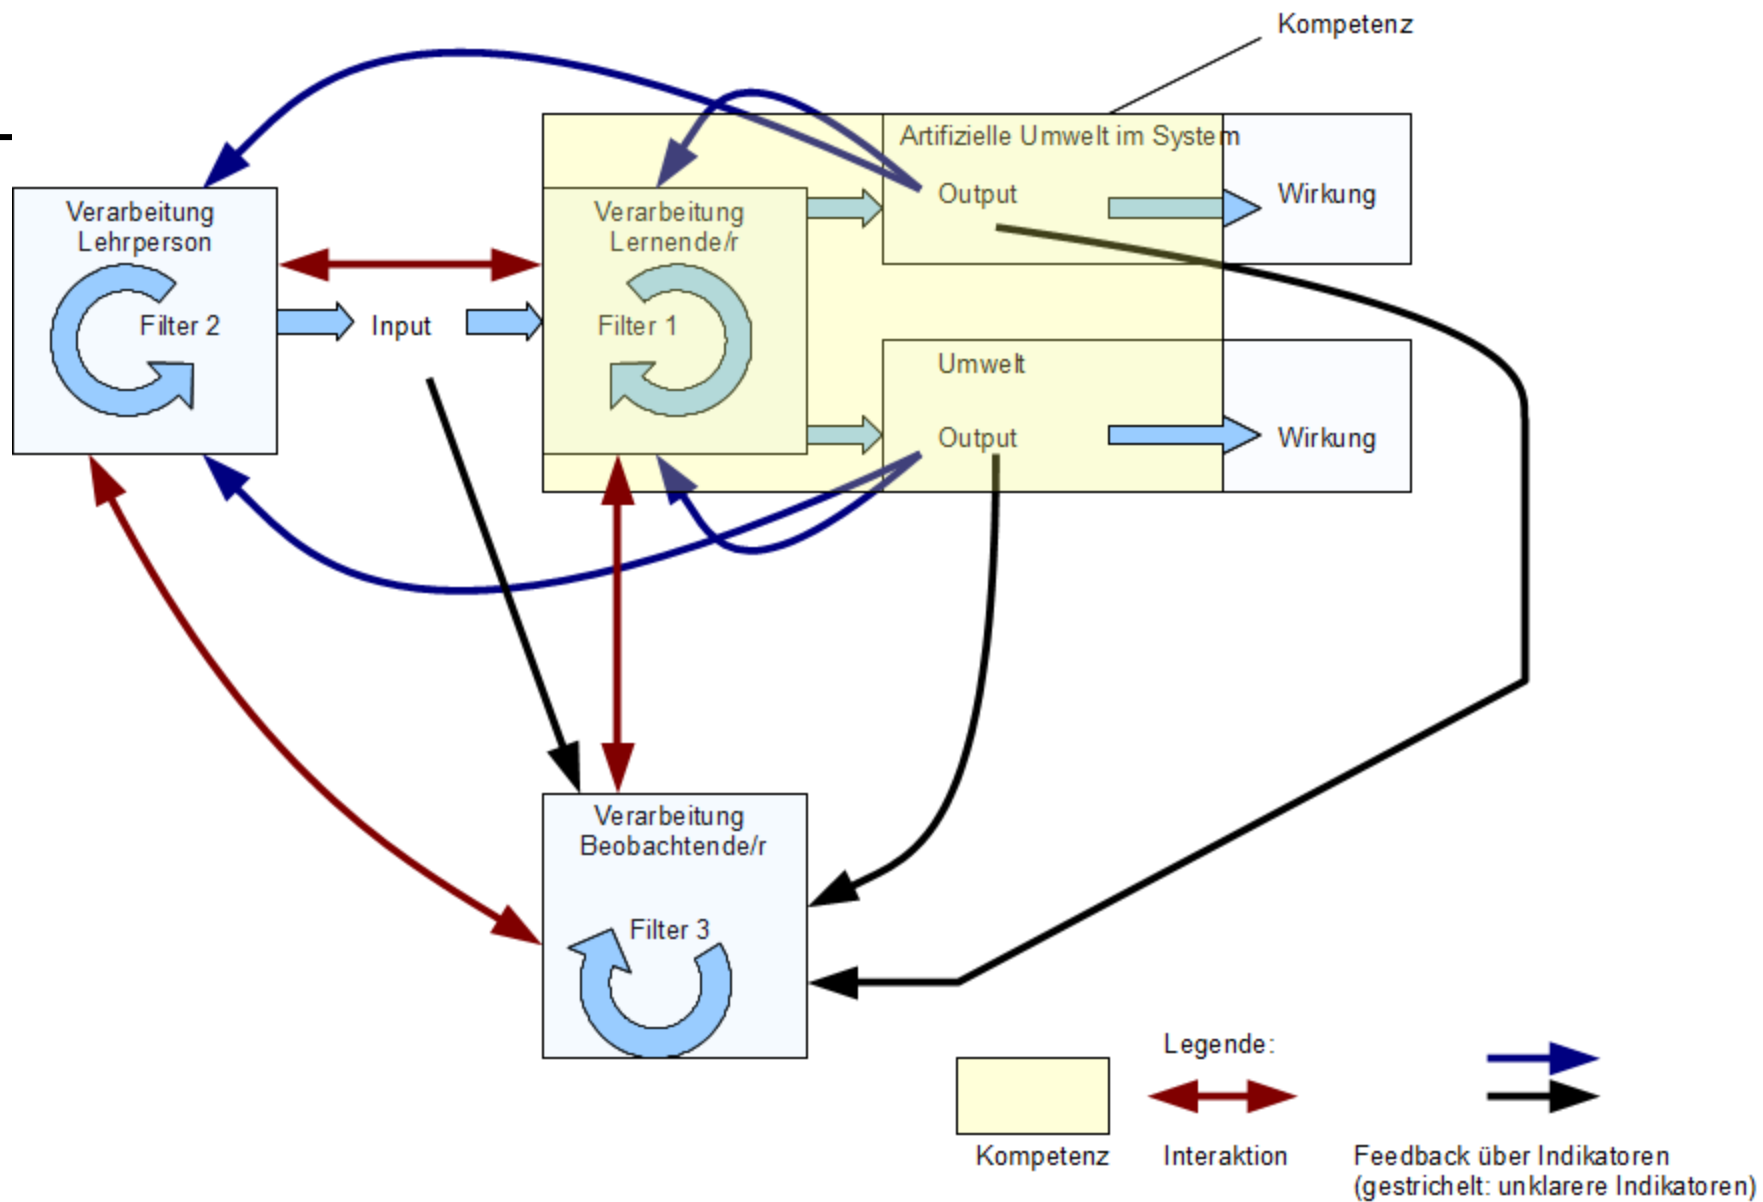 Kompetenz
Artifizielle Umwelt im System
Output
Wirkung
Verarbeitung
Lehrperson
Filter 2
Input
Verarbeitung
Lernende/r
Filter 1
Umwelt
Output
Wirkung
Verarbeitung
Beobachtende/r
Filter 3
Legende:
Kompetenz
Interaktion
Feedback über Indikatoren
(gestrichelt: unklarere Indikatoren)